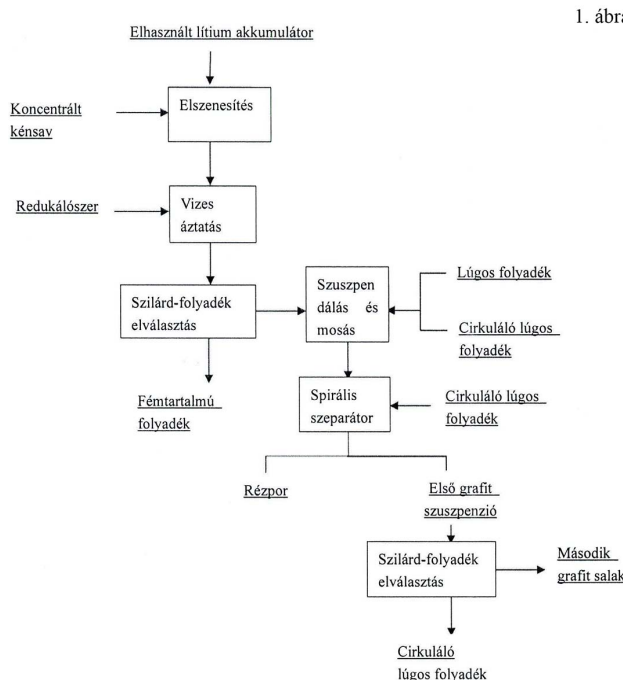 1. ábra
Elhasznált lítium akkumulátor
Koncentrált
kénsav
Elszenesítés
Redukálószer
Vizes
áztatás
Szilárd-folyadék
elválasztás
Szuszpen
dálás és
mosás
Lúgos folyadék
Cirkuláló lúgos
folyadék
Fémtartalmú
folyadék
Spirális
szeparátor
Cirkuláló lúgos
folyadék
Rézpor
Első grafit
szuszpenzió
Szilárd-folyadék
elválasztás
Második
grafit salak
Cirkuláló
lúgos folyadék